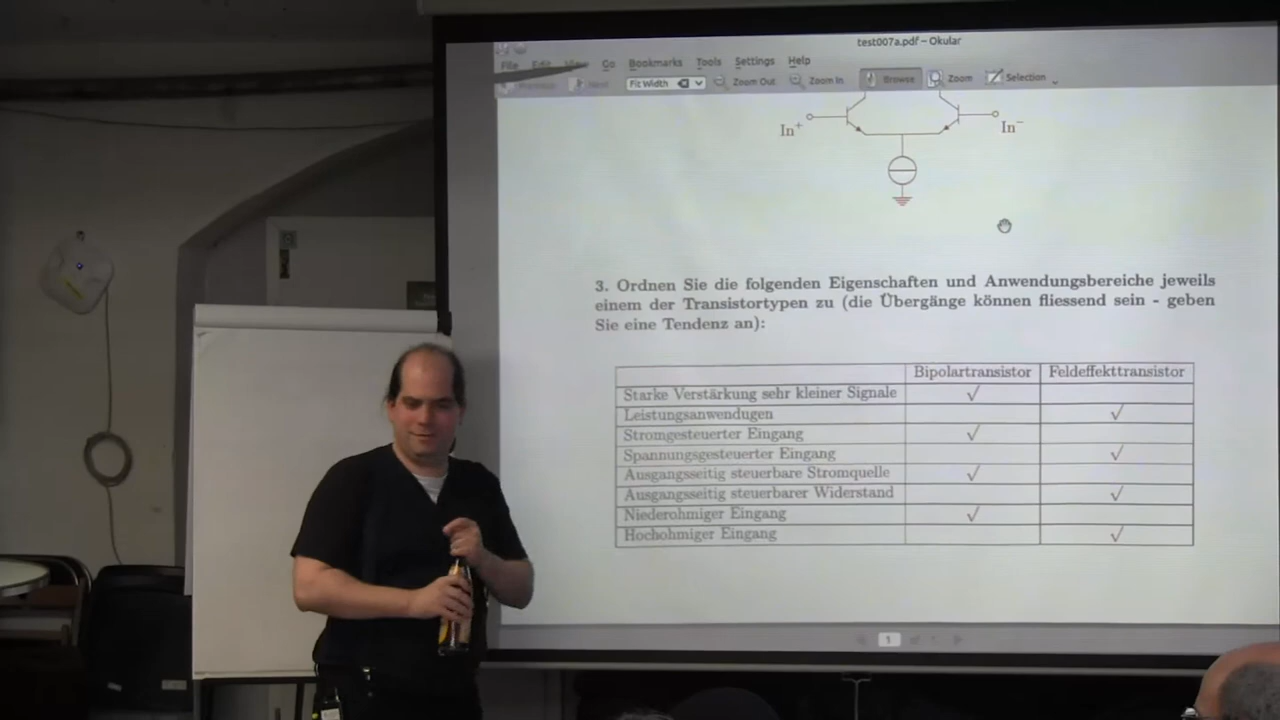 test007a.pdf – Okular
File Edit View Go Bookmarks Tools Settings Help
Previous Next Fit Width Zoom Out Zoom In Browse Zoom Selection
In+ In−
3. Ordnen Sie die folgenden Eigenschaften und Anwendungsbereiche jeweils
einem der Transistortypen zu (die Übergänge können fliessend sein - geben
Sie eine Tendenz an):
Bipolartransistor Feldeffekttransistor
Starke Verstärkung sehr kleiner Signale ✓
Leistungsanwendugen ✓
Stromgesteuerter Eingang ✓
Spannungsgesteuerter Eingang ✓
Ausgangsseitig steuerbare Stromquelle ✓
Ausgangsseitig steuerbarer Widerstand ✓
Niederohmiger Eingang ✓
Hochohmiger Eingang ✓
1 of